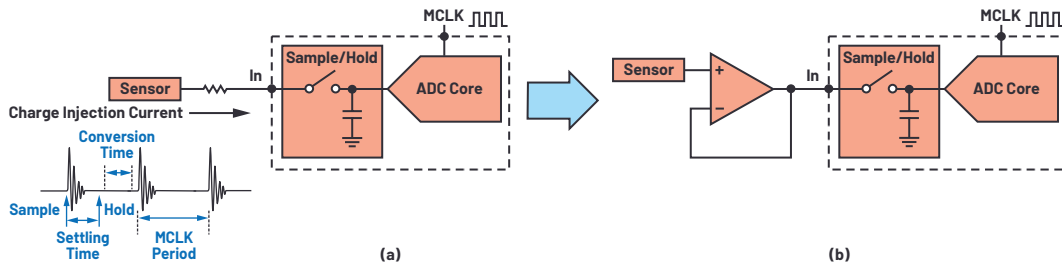 MCLK
Sample/Hold
In
Sensor
ADC Core
Charge Injection Current
Conversion
Time
Sample
Hold
Settling
Time
MCLK
Period
(a)
MCLK
Sample/Hold
In
Sensor
+
−
ADC Core
(b)